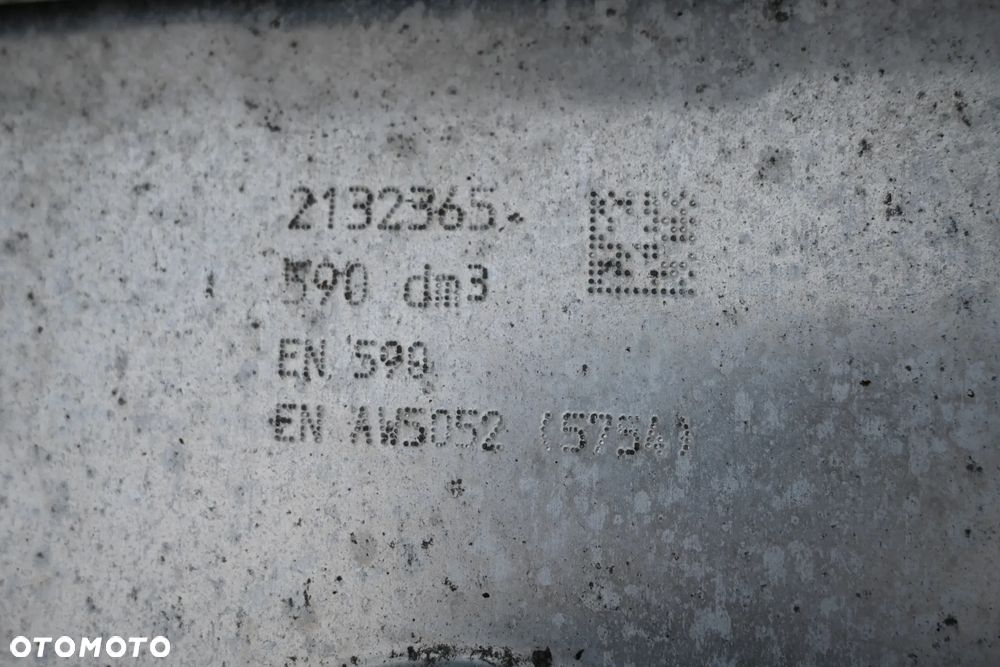 2132365
590 dm3
EN 590
EN AW5052 (5754)
OTOMOTO